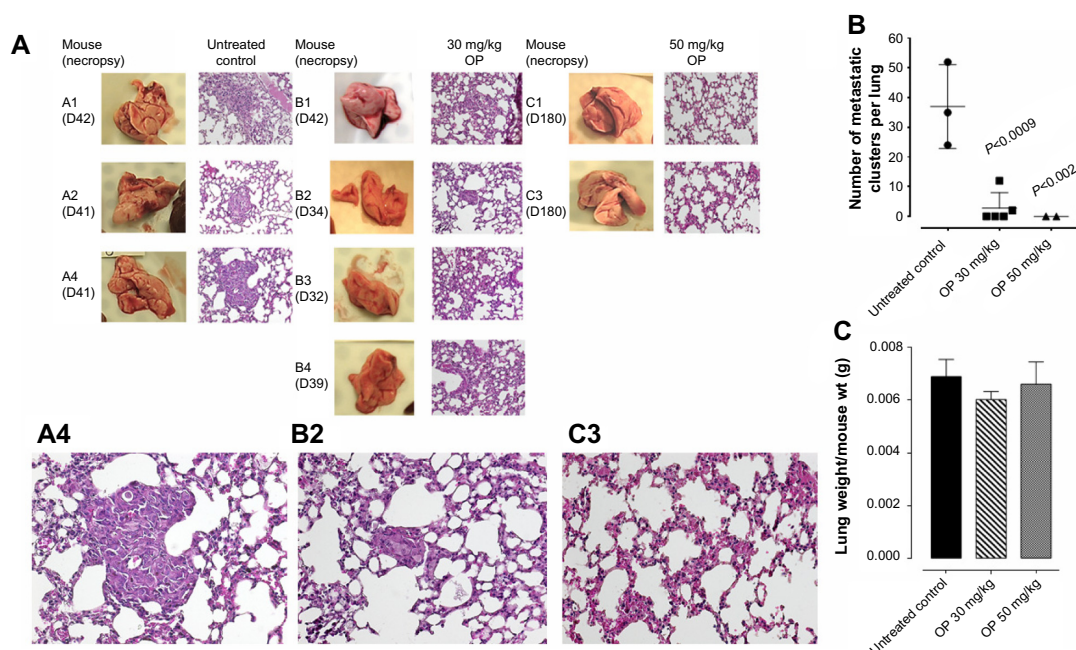 A
Mouse
(necropsy)
Untreated
control
Mouse
(necropsy)
30 mg/kg
OP
Mouse
(necropsy)
50 mg/kg
OP
A1
(D42)
B1
(D42)
C1
(D180)
A2
(D41)
B2
(D34)
C3
(D180)
A4
(D41)
B3
(D32)
B4
(D39)
A4
B2
C3
B
Number of metastatic
clusters per lung
60
50
40
30
20
10
0
P<0.0009
P<0.002
Untreated control
OP 30 mg/kg
OP 50 mg/kg
C
Lung weight/mouse wt (g)
0.008
0.006
0.004
0.002
0.000
Untreated control
OP 30 mg/kg
OP 50 mg/kg